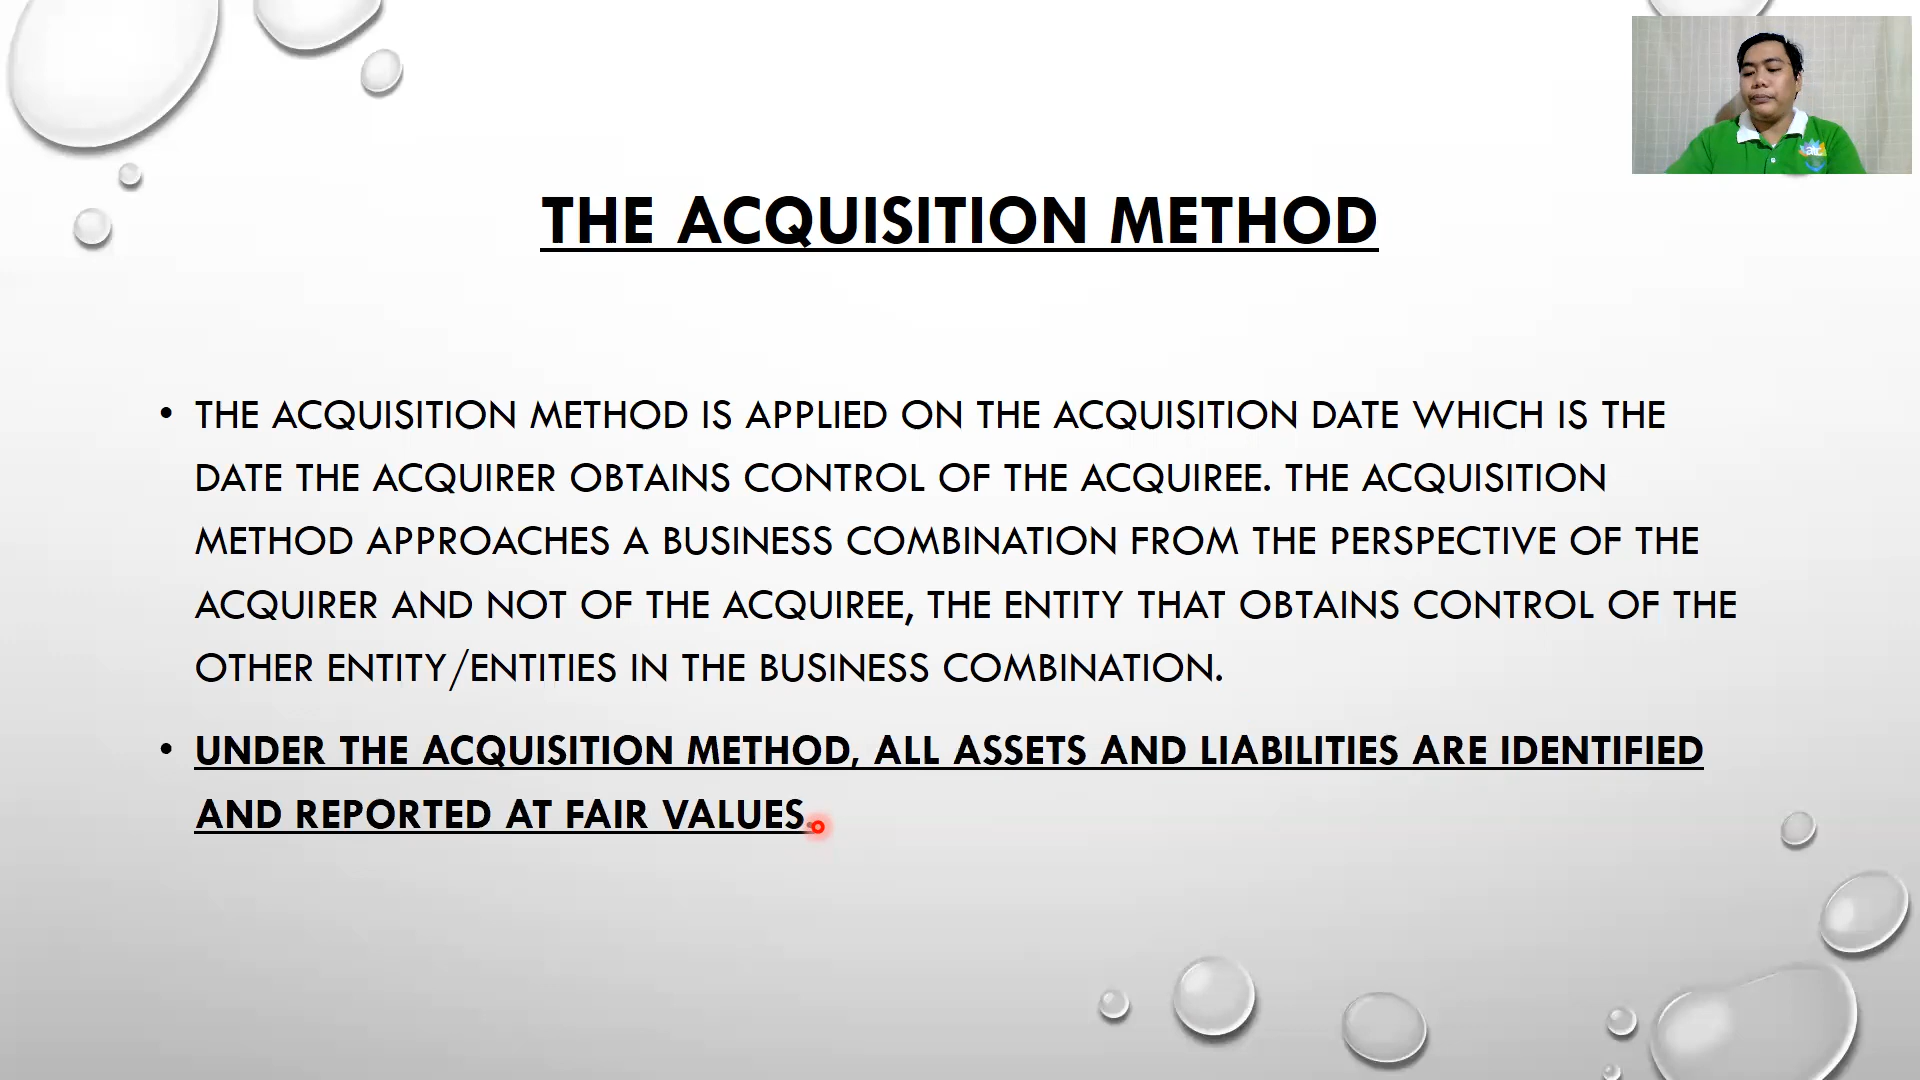 THE ACQUISITION METHOD
• THE ACQUISITION METHOD IS APPLIED ON THE ACQUISITION DATE WHICH IS THE
DATE THE ACQUIRER OBTAINS CONTROL OF THE ACQUIREE. THE ACQUISITION
METHOD APPROACHES A BUSINESS COMBINATION FROM THE PERSPECTIVE OF THE
ACQUIRER AND NOT OF THE ACQUIREE, THE ENTITY THAT OBTAINS CONTROL OF THE
OTHER ENTITY/ENTITIES IN THE BUSINESS COMBINATION.
• UNDER THE ACQUISITION METHOD, ALL ASSETS AND LIABILITIES ARE IDENTIFIED
AND REPORTED AT FAIR VALUES.